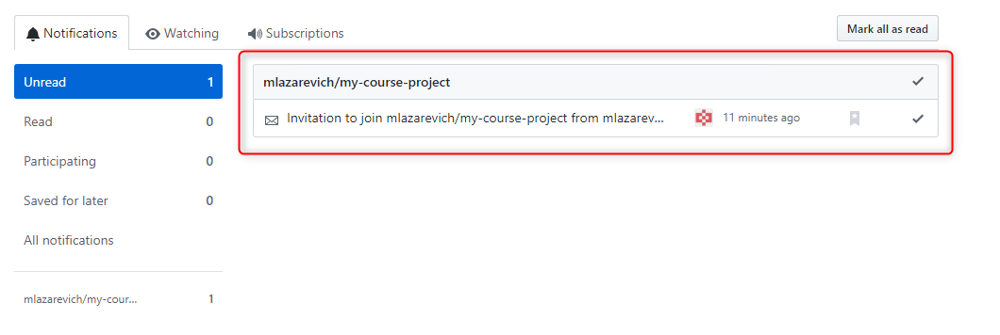 Notifications Watching Subscriptions Mark all as read
Unread 1
Read 0
Participating 0
Saved for later 0
All notifications
mlazarevich/my-cour... 1
mlazarevich/my-course-project
Invitation to join mlazarevich/my-course-project from mlazarev... 11 minutes ago